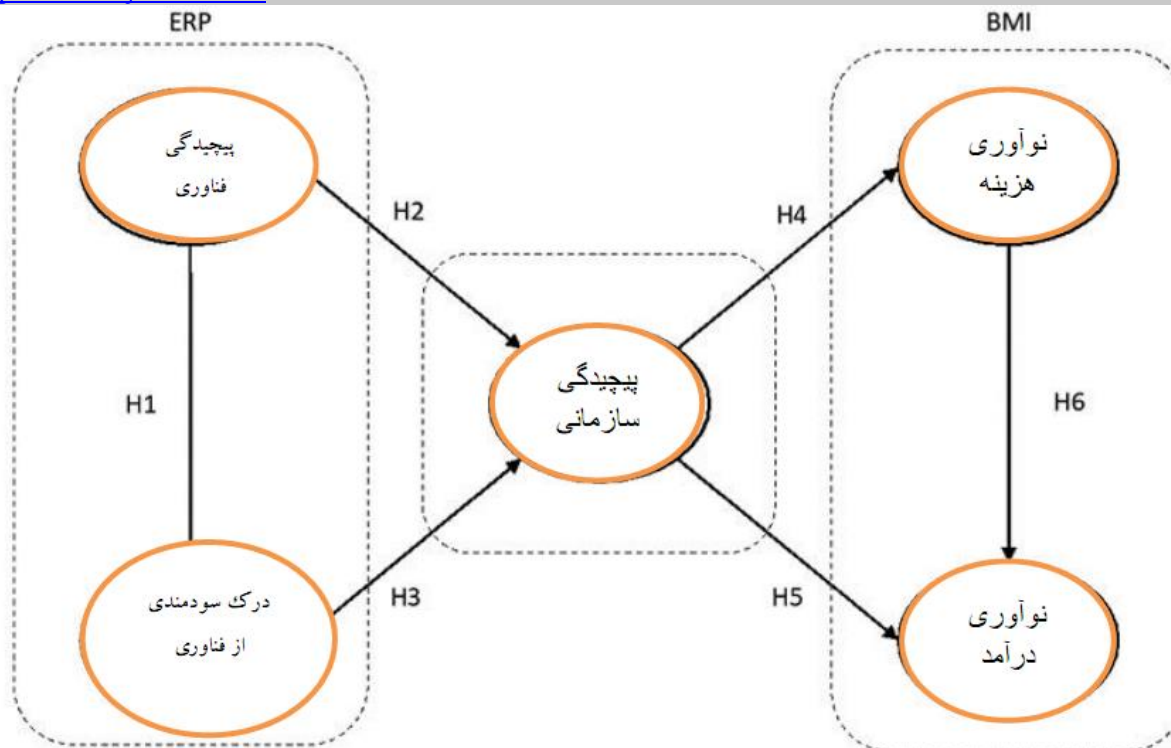 ERP
BMI
پیچیدگی
فناوری
نوآوری
هزینه
H2
H4
پیچیدگی
سازمانی
H1
H6
درک سودمندی
از فناوری
H3
H5
نوآوری
درآمد